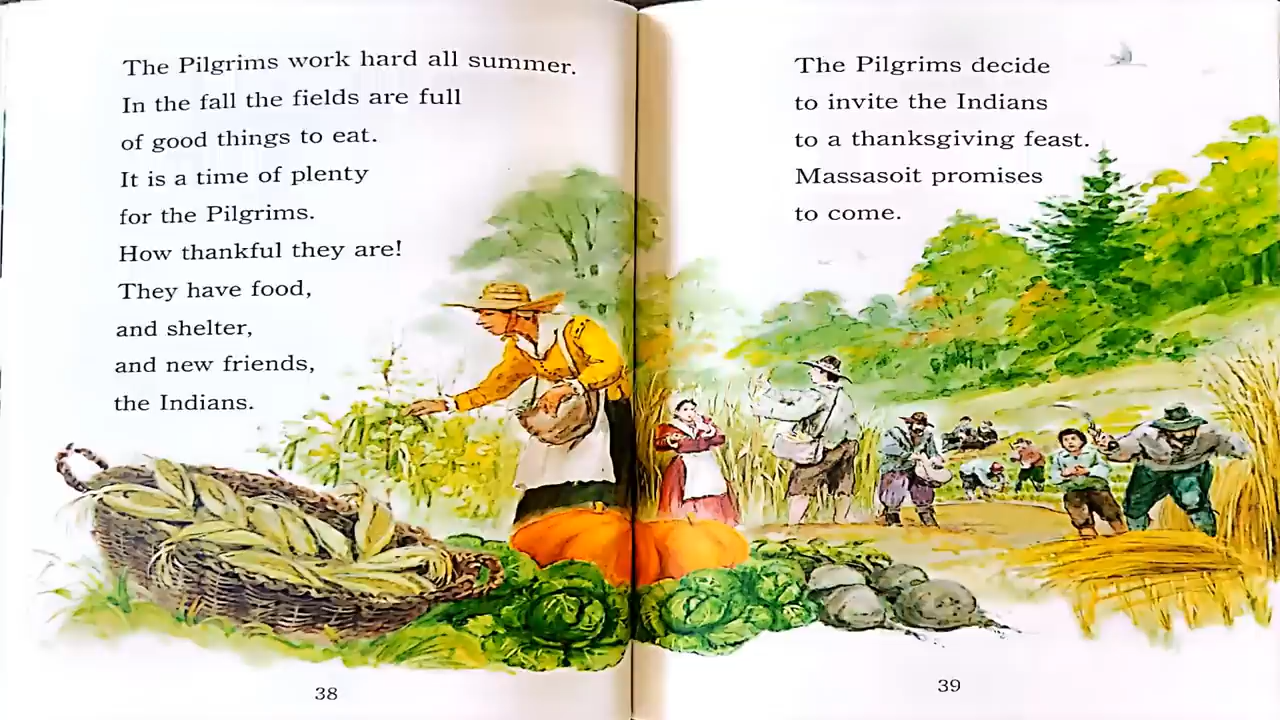 The Pilgrims work hard all summer.
In the fall the fields are full
of good things to eat.
It is a time of plenty
for the Pilgrims.
How thankful they are!
They have food,
and shelter,
and new friends,
the Indians.
38
The Pilgrims decide
to invite the Indians
to a thanksgiving feast.
Massasoit promises
to come.
39